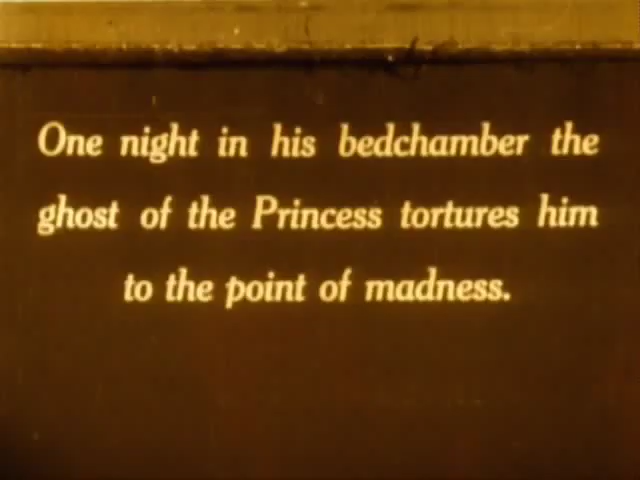 One night in his bedchamber the
ghost of the Princess tortures him
to the point of madness.